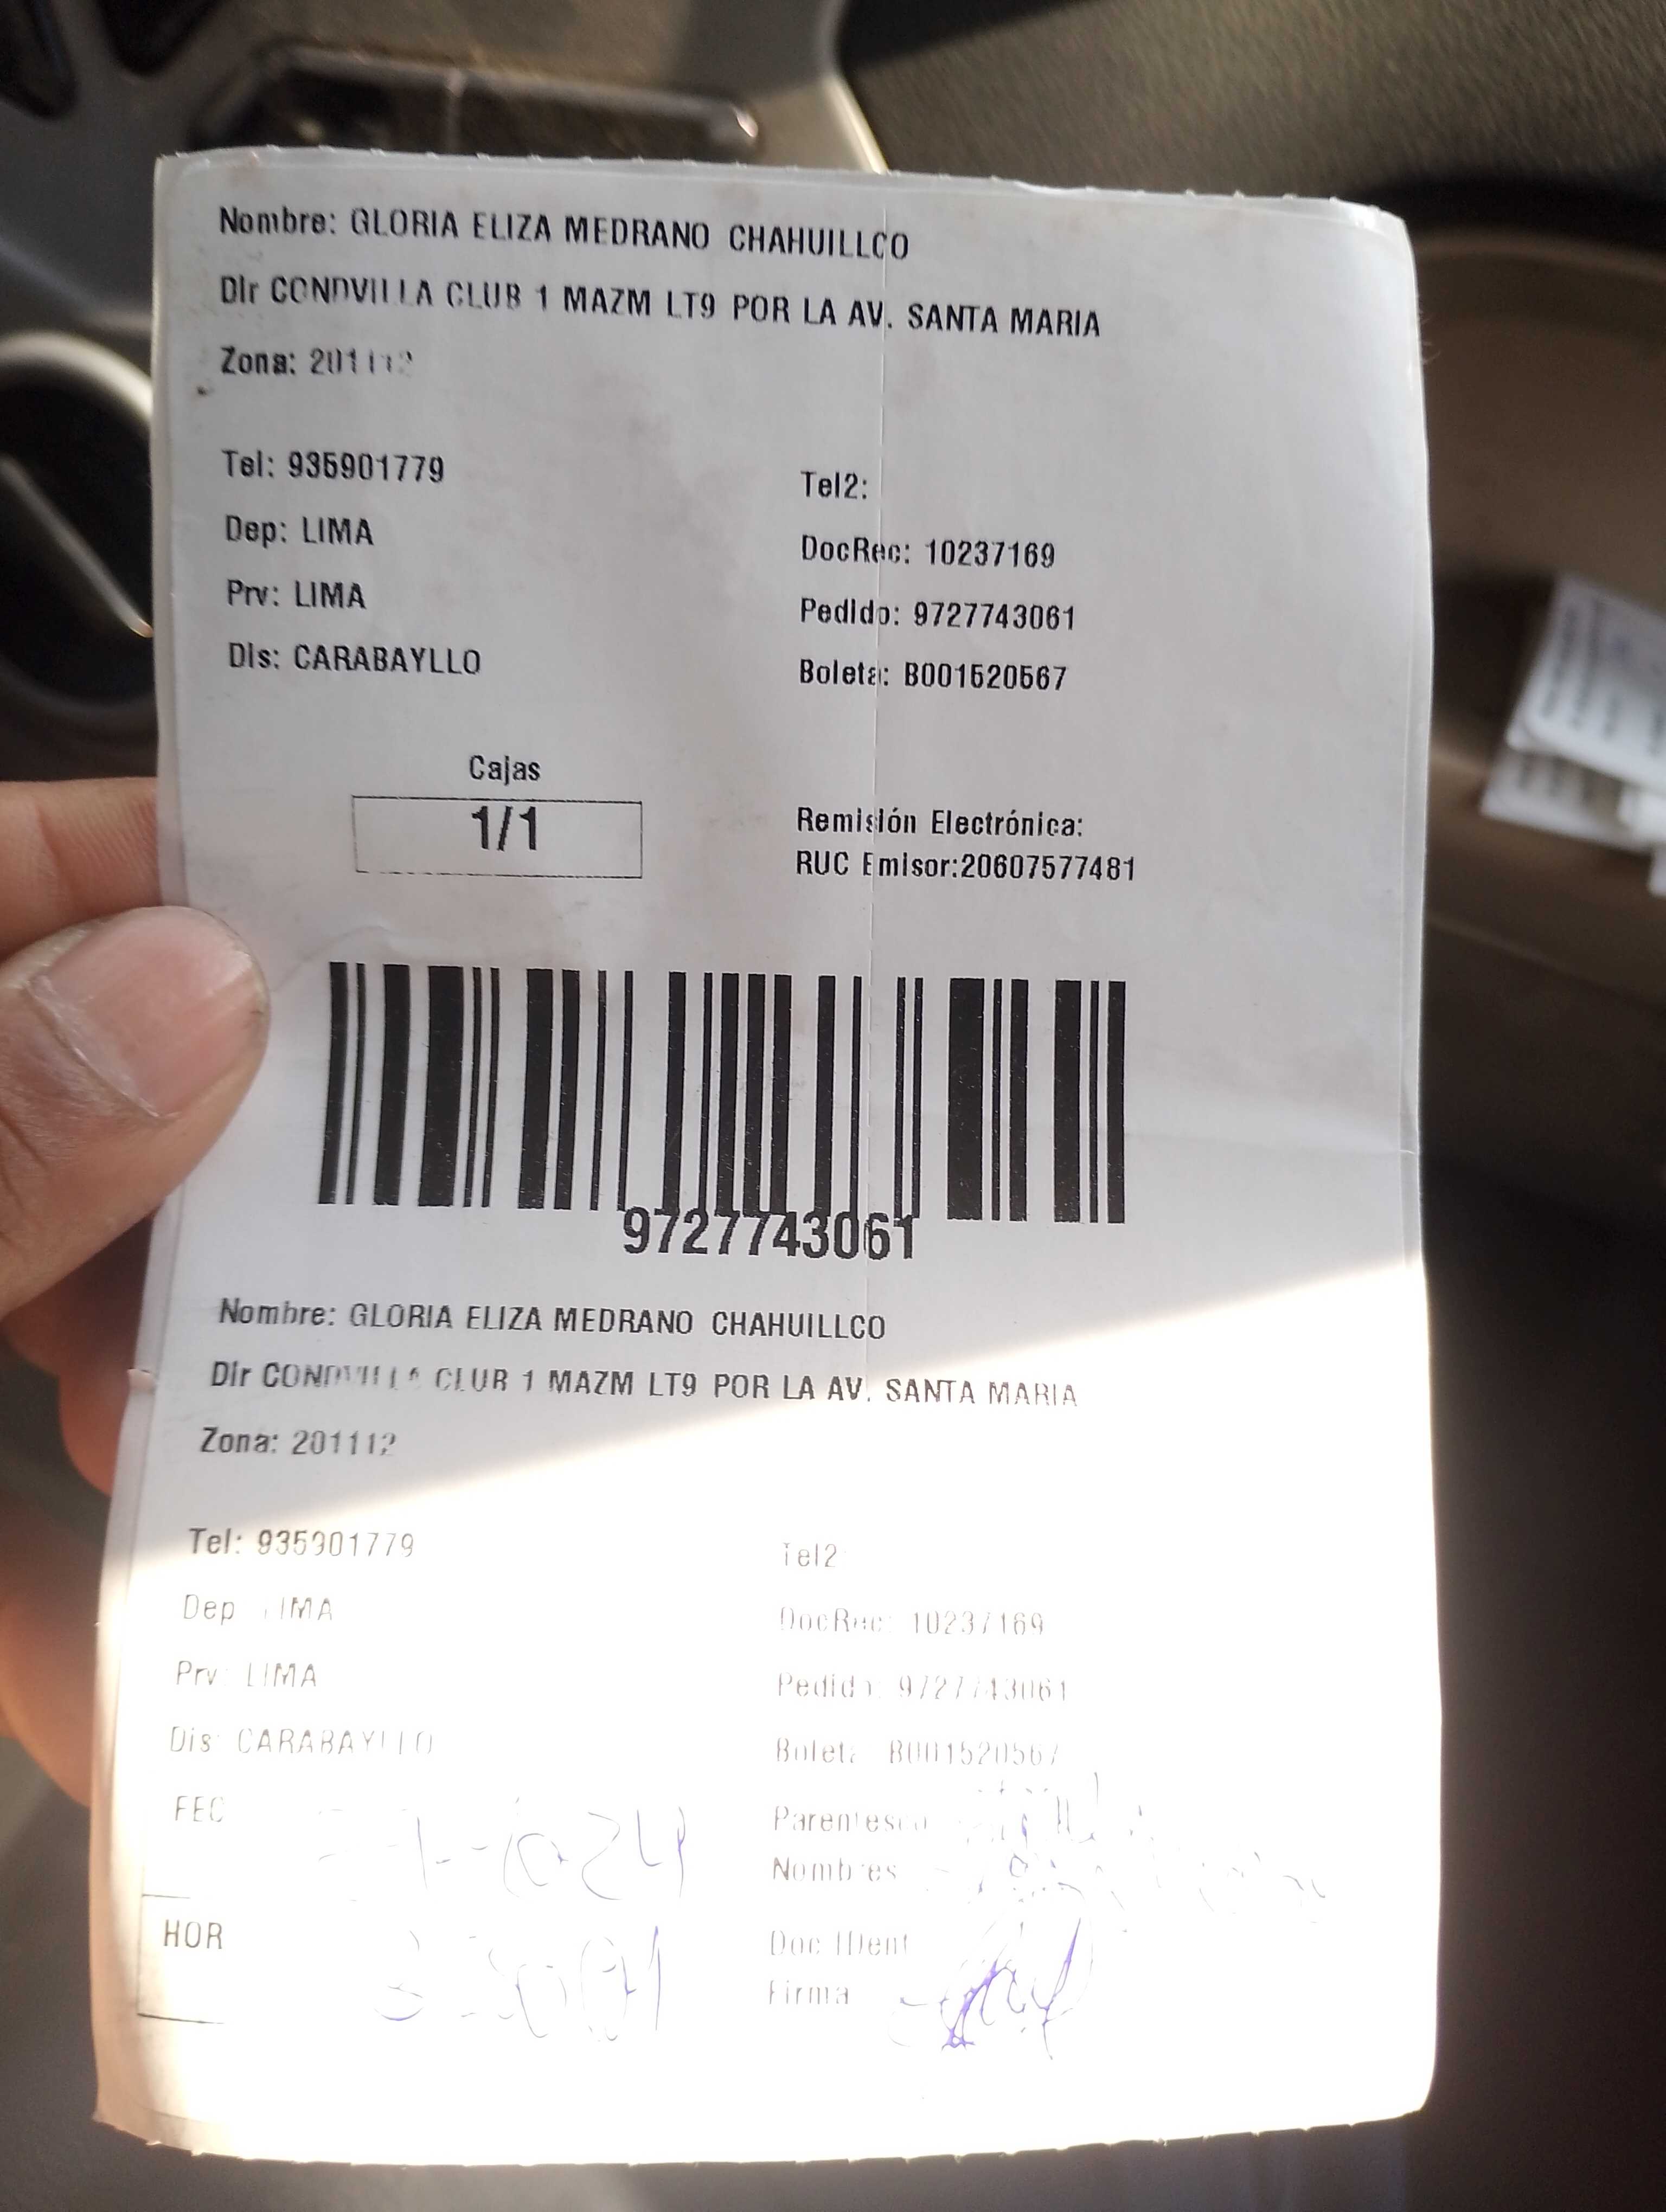 Nombre: GLORIA ELIZA MEDRANO CHAHUILLCO
Dir CONDVILLA CLUB 1 MAZM LT9 POR LA AV. SANTA MARIA
Zona: 201112
Tel: 935901779 Tel2:
Dep: LIMA DocRec: 10237169
Prv: LIMA Pedido: 9727743061
Dis: CARABAYLLO Boleta: B001520567
Cajas
1/1
Remisión Electrónica:
RUC Emisor:20607577481
9727743061
Nombre: GLORIA ELIZA MEDRANO CHAHUILLCO
Dir CONDVILLA CLUB 1 MAZM LT9 POR LA AV. SANTA MARIA
Zona: 201112
Tel: 935901779 Tel2
Dep LIMA DocRec: 10237169
Prv LIMA Pedido: 9727743061
Dis CARABAYLLO Boleta B001520567
FEC Parentesco
Nombres
HOR Doc IDent
Firma